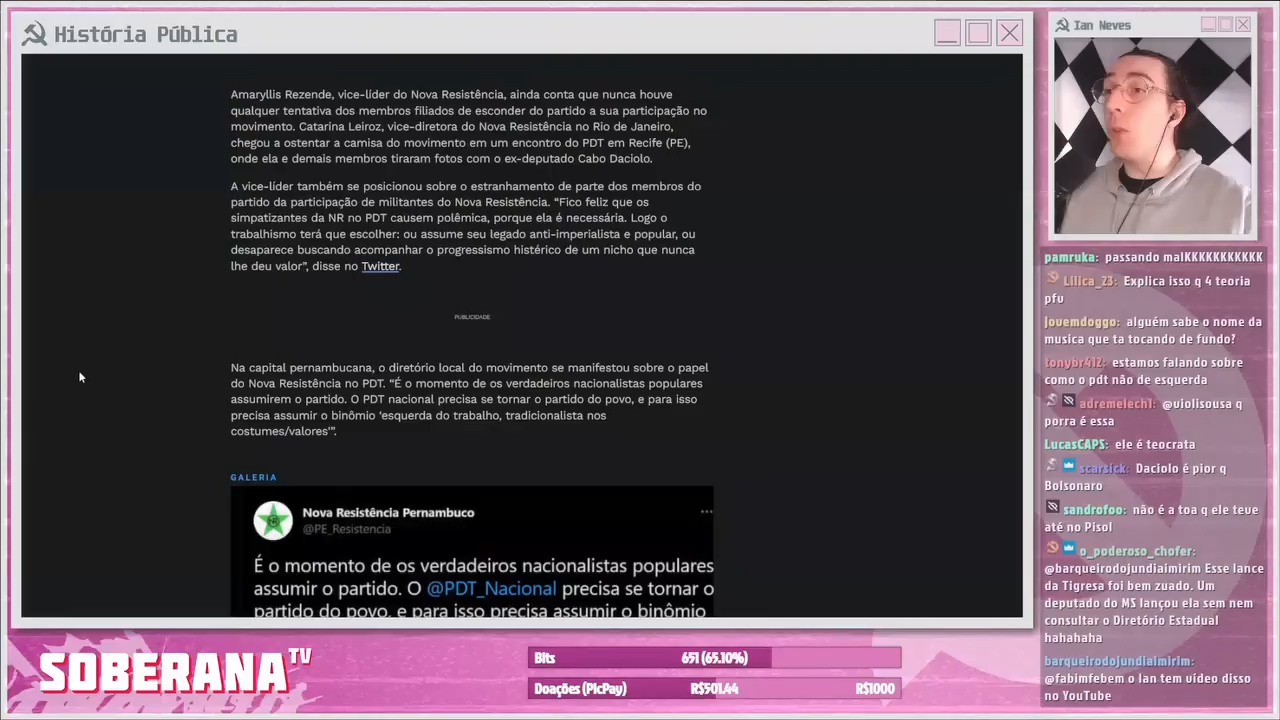 História Pública
Amaryllis Rezende, vice-líder do Nova Resistência, ainda conta que nunca houve
qualquer tentativa dos membros filiados de esconder do partido a sua participação no
movimento. Catarina Leiroz, vice-diretora do Nova Resistência no Rio de Janeiro,
chegou a ostentar a camisa do movimento em um encontro do PDT em Recife (PE),
onde ela e demais membros tiraram fotos com o ex-deputado Cabo Daciolo.
A vice-líder também se posicionou sobre o estranhamento de parte dos membros do
partido da participação de militantes do Nova Resistência. “Fico feliz que os
simpatizantes da NR no PDT causem polêmica, porque ela é necessária. Logo o
trabalhismo terá que escolher: ou assume seu legado anti-imperialista e popular, ou
desaparece buscando acompanhar o progressismo histérico de um nicho que nunca
lhe deu valor”, disse no Twitter.
PUBLICIDADE
Na capital pernambucana, o diretório local do movimento se manifestou sobre o papel
do Nova Resistência no PDT. “É o momento de os verdadeiros nacionalistas populares
assumirem o partido. O PDT nacional precisa se tornar o partido do povo, e para isso
precisa assumir o binômio ‘esquerda do trabalho, tradicionalista nos
costumes/valores’”.
GALERIA
Nova Resistência Pernambuco
@PE_Resistencia
É o momento de os verdadeiros nacionalistas populares
assumir o partido. O @PDT_Nacional precisa se tornar o
partido do povo, e para isso precisa assumir o binômio
Ian Neves
pamruka: passando malKKKKKKKKKKK
Lilica_23: Explica isso q 4 teoria
pfu
jovemdoggo: alguém sabe o nome da
musica que ta tocando de fundo?
tonybr412: estamos falando sobre
como o pdt não de esquerda
adremelech1: @violisousa q
porra é essa
LucasCAPS: ele é teocrata
scarsick: Daciolo é pior q
Bolsonaro
sandrofoo: não é a toa q ele teve
até no Pisol
o_poderoso_chofer:
@barqueirodojundiaimirim Esse lance
da Tigresa foi bem zuado. Um
deputado do MS lançou ela sem nem
consultar o Diretório Estadual
hahahaha
barqueirodojundiaimirim:
@fabimfebem o Ian tem vídeo disso
no YouTube
SOBERANA TV
Bits 651 (65.10%)
Doações (PicPay) R$501.44 R$1000